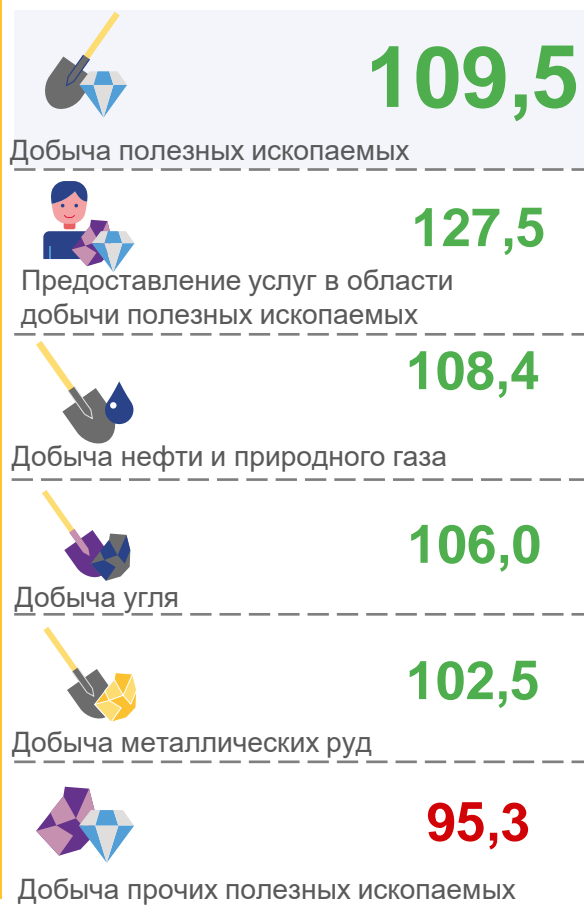 109,5
Добыча полезных ископаемых
127,5
Предоставление услуг в области
добычи полезных ископаемых
108,4
Добыча нефти и природного газа
106,0
Добыча угля
102,5
Добыча металлических руд
95,3
Добыча прочих полезных ископаемых